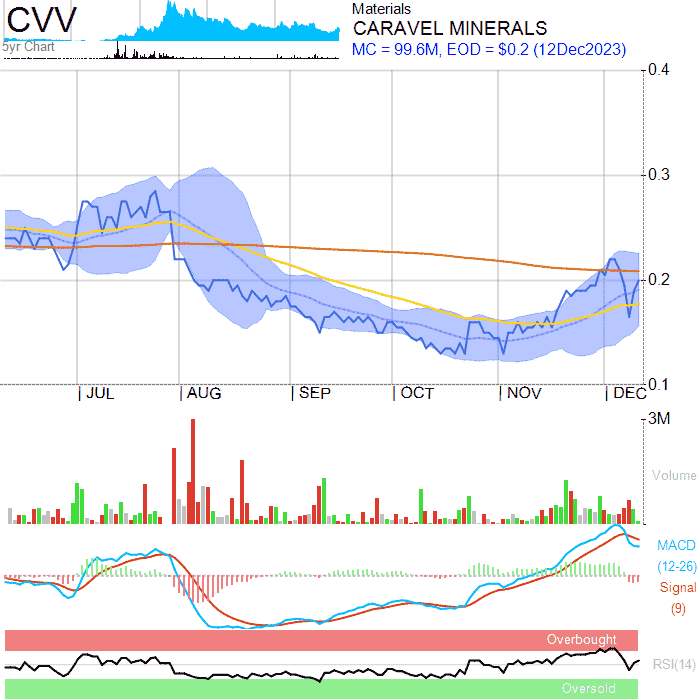 CVV
5yr Chart
Materials
CARAVEL MINERALS
MC = 99.6M, EOD = $0.2 (12Dec2023)
0.4
0.3
0.2
0.1
JUL AUG SEP OCT NOV DEC
3M
Volume
MACD
(12-26)
Signal
(9)
Overbought
RSI(14)
Oversold